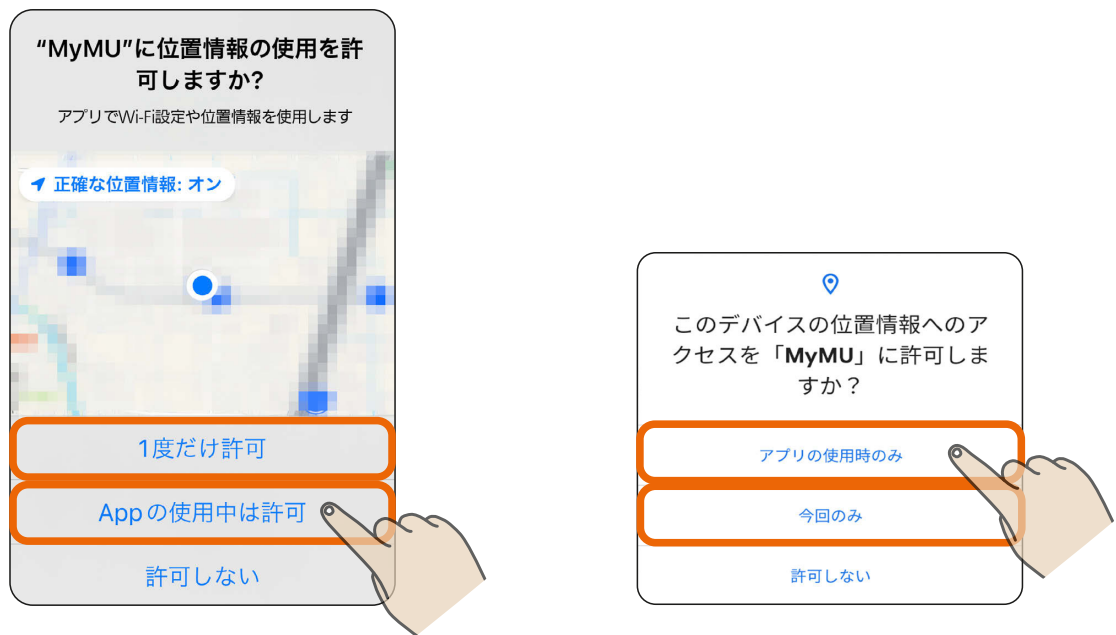 “MyMU”に位置情報の使用を許
可しますか?
アプリでWi-Fi設定や位置情報を使用します
正確な位置情報: オン
1度だけ許可
Appの使用中は許可
許可しない
このデバイスの位置情報へのア
クセスを「MyMU」に許可しま
すか？
アプリの使用時のみ
今回のみ
許可しない